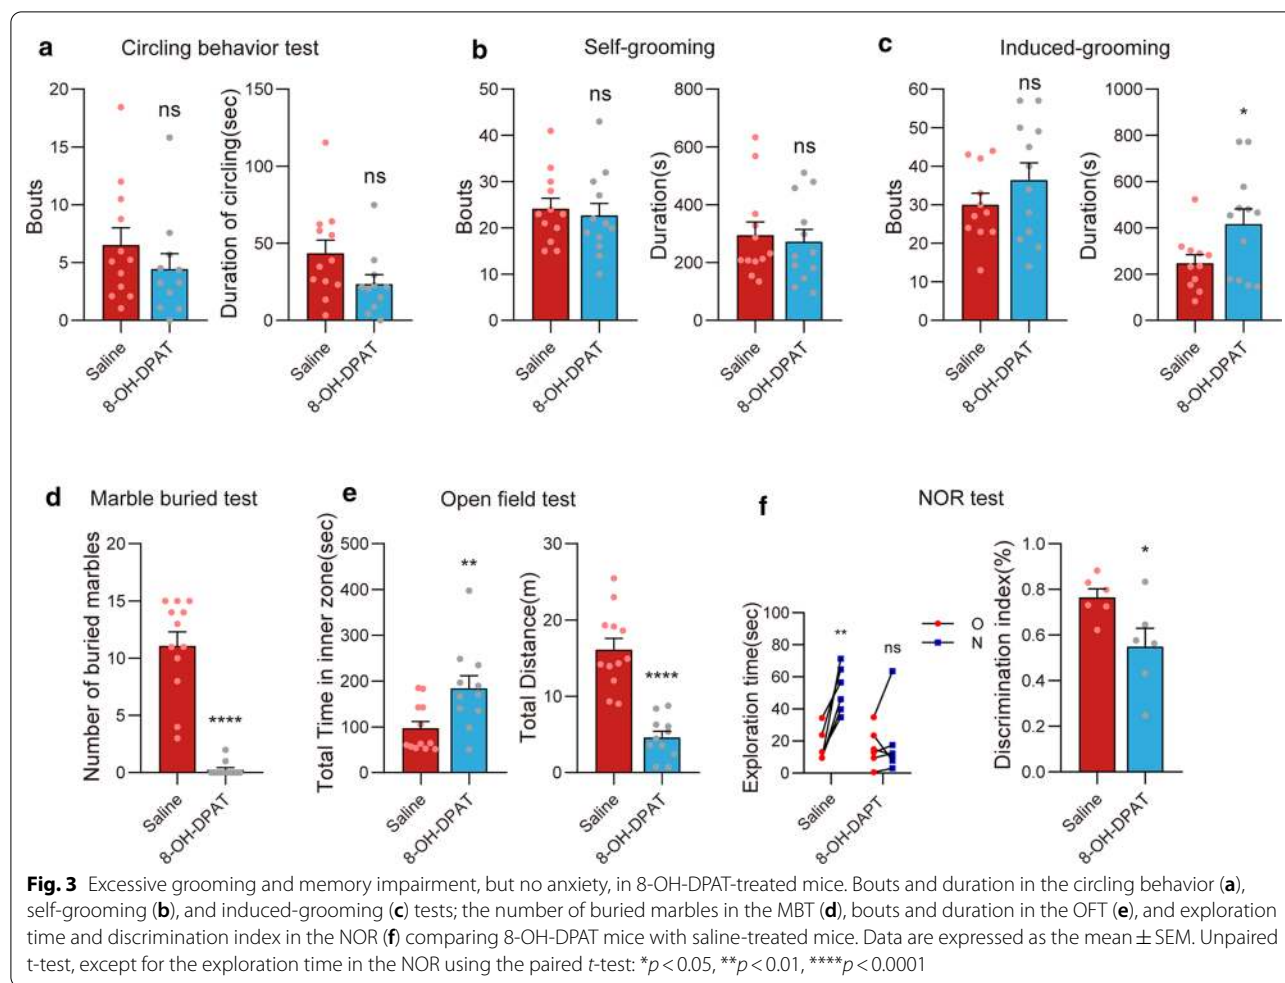 a Circling behavior test
20
15
10
5
0
Bouts
ns
Saline
8-OH-DPAT
150
100
50
0
Duration of circling(sec)
ns
Saline
8-OH-DPAT
b Self-grooming
50
40
30
20
10
0
Bouts
ns
Saline
8-OH-DPAT
800
600
400
200
0
Duration(s)
ns
Saline
8-OH-DPAT
c Induced-grooming
60
50
40
30
20
10
0
Bouts
ns
Saline
8-OH-DPAT
1000
800
600
400
200
0
Duration(s)
*
Saline
8-OH-DPAT
d Marble buried test
20
15
10
5
0
Number of buried marbles
****
Saline
8-OH-DPAT
e Open field test
500
400
300
200
100
0
Total Time in inner zone(sec)
**
Saline
8-OH-DPAT
30
20
10
0
Total Distance(m)
****
Saline
8-OH-DPAT
f NOR test
100
80
60
40
20
0
Exploration time(sec)
**
ns
O
N
Saline
8-OH-DAPT
1.0
0.8
0.6
0.4
0.2
0.0
Discrimination index(%)
*
Saline
8-OH-DPAT
Fig. 3 Excessive grooming and memory impairment, but no anxiety, in 8-OH-DPAT-treated mice. Bouts and duration in the circling behavior (a),
self-grooming (b), and induced-grooming (c) tests; the number of buried marbles in the MBT (d), bouts and duration in the OFT (e), and exploration
time and discrimination index in the NOR (f) comparing 8-OH-DPAT mice with saline-treated mice. Data are expressed as the mean ± SEM. Unpaired
t-test, except for the exploration time in the NOR using the paired t-test: *p < 0.05, **p < 0.01, ****p < 0.0001